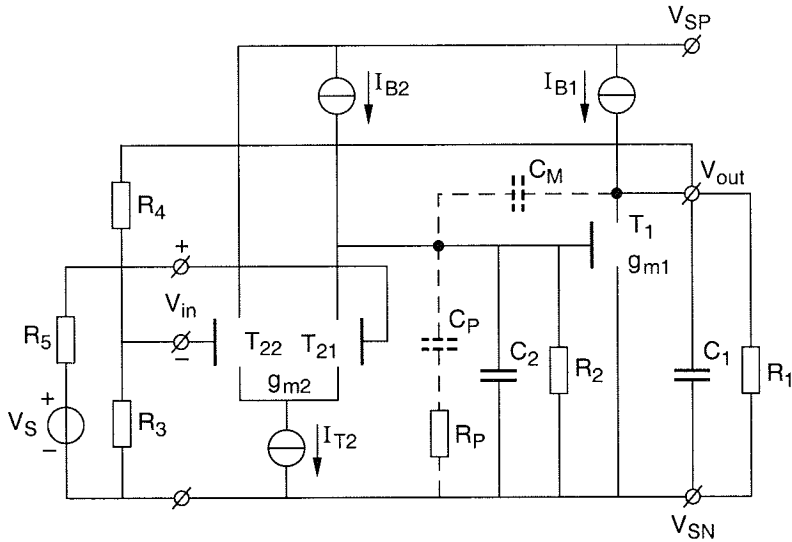 V_SP
I_B2
I_B1
C_M
V_out
R_4
T_1
g_m1
+
V_in
C_P
R_5
T_22
T_21
−
C_2
R_2
C_1
R_1
g_m2
+
V_S
−
R_3
I_T2
R_P
V_SN